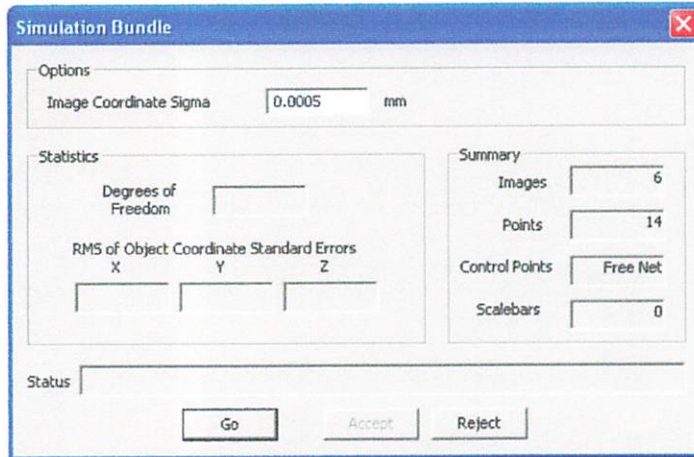 Simulation Bundle
Options
Image Coordinate Sigma 0.0005 mm
Statistics
Degrees of
Freedom
RMS of Object Coordinate Standard Errors
X Y Z
Summary
Images 6
Points 14
Control Points Free Net
Scalebars 0
Status
Go Accept Reject